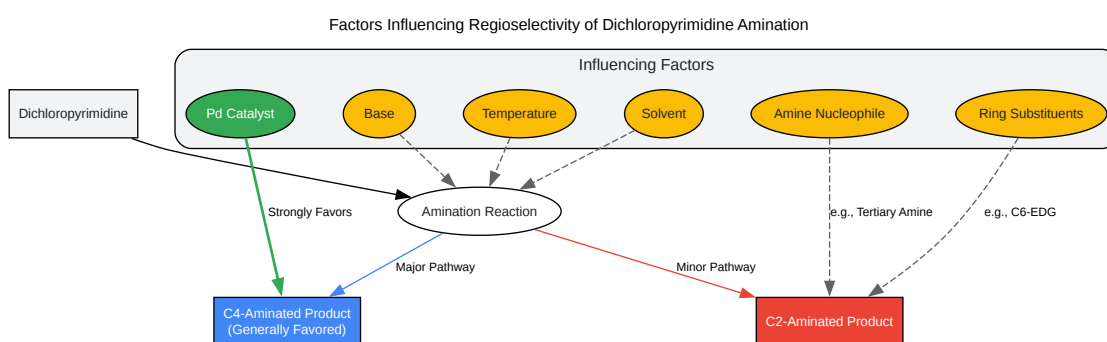 Factors Influencing Regioselectivity of Dichloropyrimidine Amination
Influencing Factors
Dichloropyrimidine
Pd Catalyst
Base
Temperature
Solvent
Amine Nucleophile
Ring Substituents
Strongly Favors
Amination Reaction
e.g., Tertiary Amine
e.g., C6-EDG
Major Pathway
Minor Pathway
C4-Aminated Product
(Generally Favored)
C2-Aminated Product